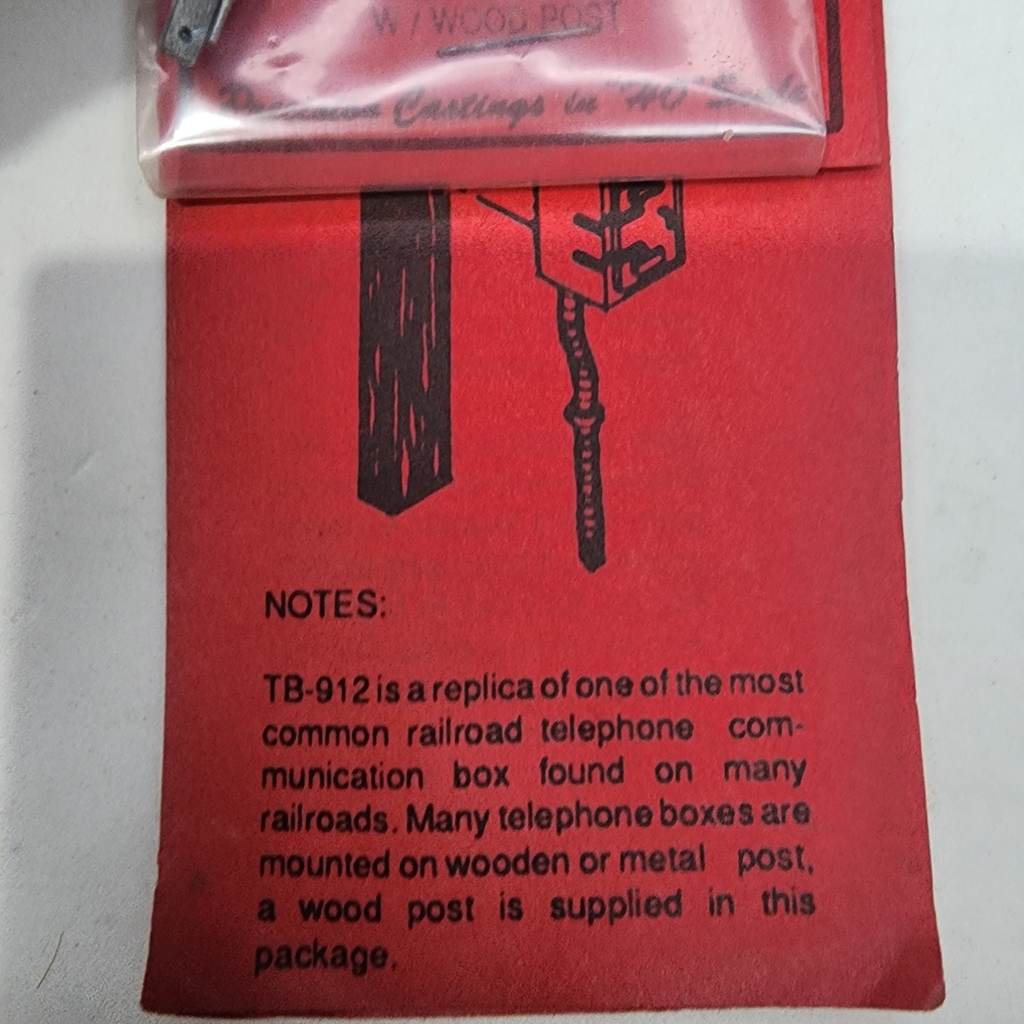 W / WOOD POST
Precision Castings in "HO" Scale
NOTES:
TB-912 is a replica of one of the most
common railroad telephone com-
munication box found on many
railroads. Many telephone boxes are
mounted on wooden or metal post,
a wood post is supplied in this
package.